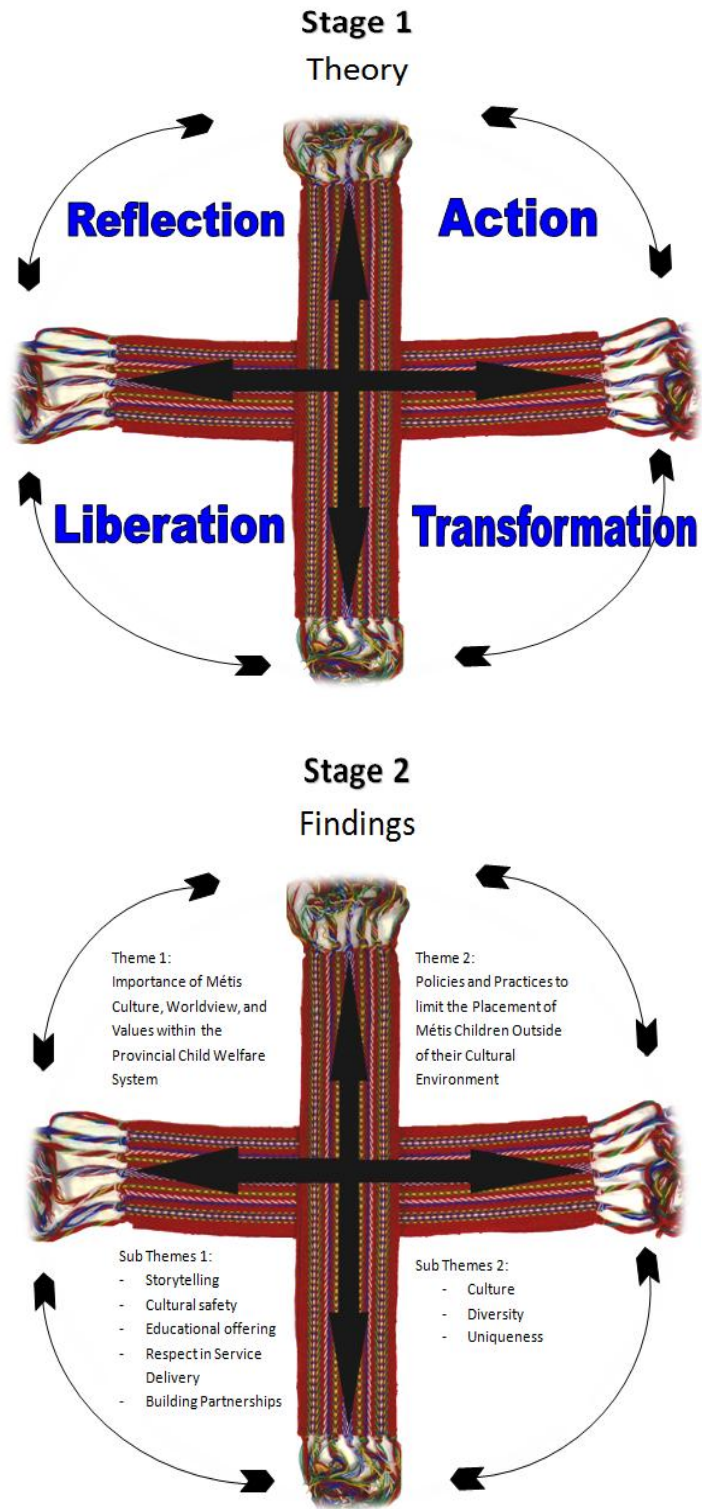 Stage 1
Theory
Reflection
Action
Liberation
Transformation
Stage 2
Findings
Theme 1:
Importance of Métis
Culture, Worldview, and
Values within the
Provincial Child Welfare
System
Theme 2:
Policies and Practices to
limit the Placement of
Métis Children Outside
of their Cultural
Environment
Sub Themes 1:
- Storytelling
- Cultural safety
- Educational offering
- Respect in Service
Delivery
- Building Partnerships
Sub Themes 2:
- Culture
- Diversity
- Uniqueness